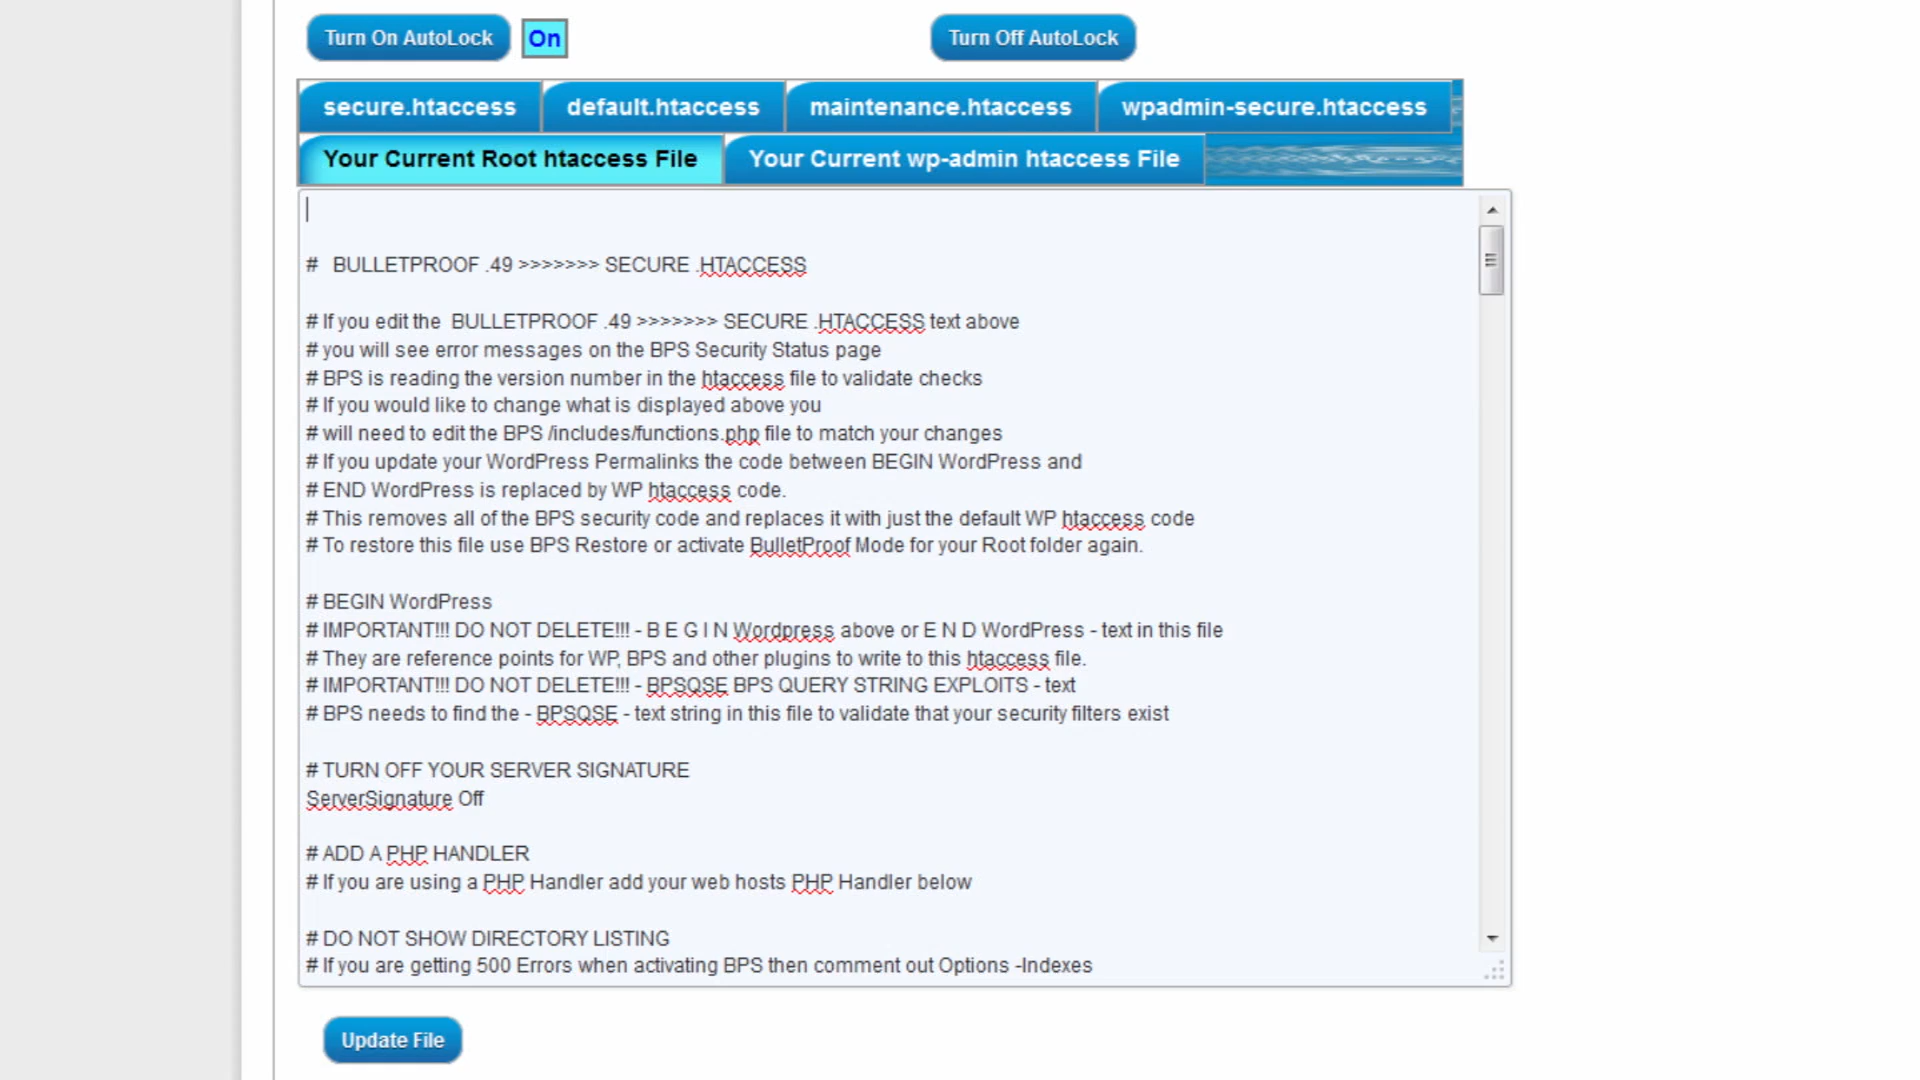 Turn On AutoLock On Turn Off AutoLock
secure.htaccess default.htaccess maintenance.htaccess wpadmin-secure.htaccess
Your Current Root htaccess File Your Current wp-admin htaccess File
# BULLETPROOF .49 >>>>>>> SECURE .HTACCESS
# If you edit the BULLETPROOF .49 >>>>>>> SECURE .HTACCESS text above
# you will see error messages on the BPS Security Status page
# BPS is reading the version number in the htaccess file to validate checks
# If you would like to change what is displayed above you
# will need to edit the BPS /includes/functions.php file to match your changes
# If you update your WordPress Permalinks the code between BEGIN WordPress and
# END WordPress is replaced by WP htaccess code.
# This removes all of the BPS security code and replaces it with just the default WP htaccess code
# To restore this file use BPS Restore or activate BulletProof Mode for your Root folder again.
# BEGIN WordPress
# IMPORTANT!!! DO NOT DELETE!!! - B E G I N Wordpress above or E N D WordPress - text in this file
# They are reference points for WP, BPS and other plugins to write to this htaccess file.
# IMPORTANT!!! DO NOT DELETE!!! - BPSQSE BPS QUERY STRING EXPLOITS - text
# BPS needs to find the - BPSQSE - text string in this file to validate that your security filters exist
# TURN OFF YOUR SERVER SIGNATURE
ServerSignature Off
# ADD A PHP HANDLER
# If you are using a PHP Handler add your web hosts PHP Handler below
# DO NOT SHOW DIRECTORY LISTING
# If you are getting 500 Errors when activating BPS then comment out Options -Indexes
Update File